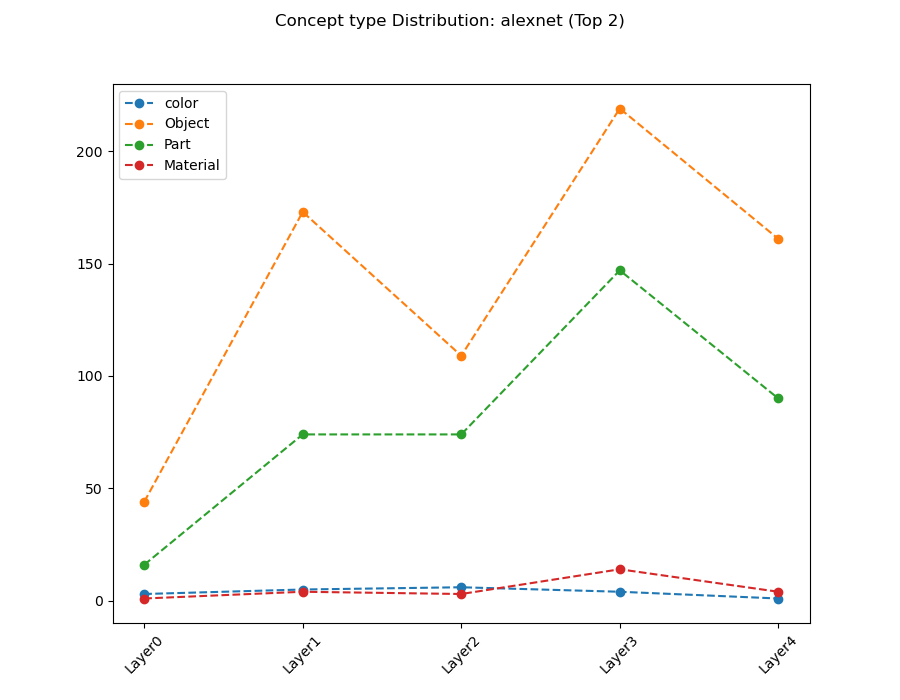 Concept type Distribution: alexnet (Top 2)
color
Object
Part
Material
200
150
100
50
0
Layer0
Layer1
Layer2
Layer3
Layer4